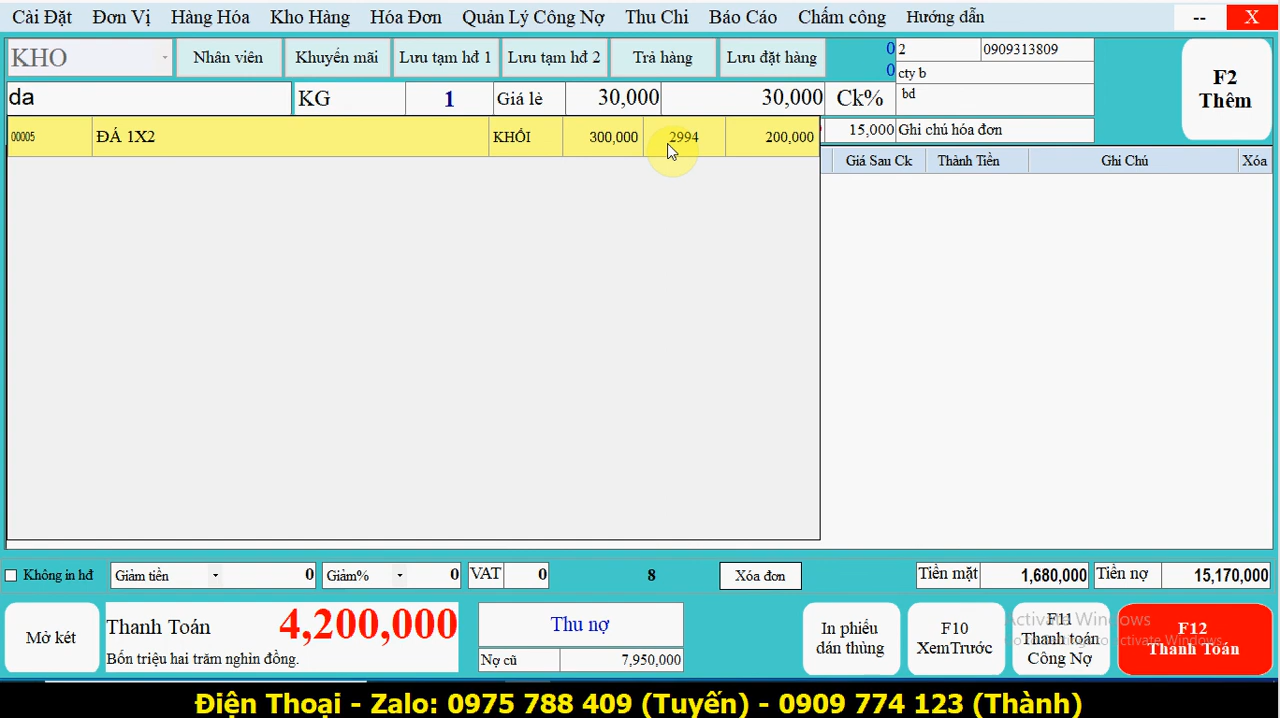 Cài Đặt Đơn Vị Hàng Hóa Kho Hàng Hóa Đơn Quản Lý Công Nợ Thu Chi Báo Cáo Chấm công Hướng dẫn -- X
KHO Nhân viên Khuyến mãi Lưu tạm hđ 1 Lưu tạm hđ 2 Trả hàng Lưu đặt hàng 0 2 0909313809
0 cty b
da KG 1 Giá lẻ 30,000 30,000 Ck% bd
F2
Thêm
00005 ĐÁ 1X2 KHỐI 300,000 2994 200,000 15,000 Ghi chú hóa đơn
Giá Sau Ck Thành Tiền Ghi Chú Xóa
Không in hđ Giảm tiền 0 Giảm% 0 VAT 0 8 Xóa đơn Tiền mặt 1,680,000 Tiền nợ 15,170,000
Mở két Thanh Toán 4,200,000
Bốn triệu hai trăm nghìn đồng.
Thu nợ
Nợ cũ 7,950,000
In phiếu
dán thùng
F10
XemTrước
F11
Thanh toán
Công Nợ
F12
Thanh Toán
Activate Windows
Điện Thoại - Zalo: 0975 788 409 (Tuyến) - 0909 774 123 (Thành)